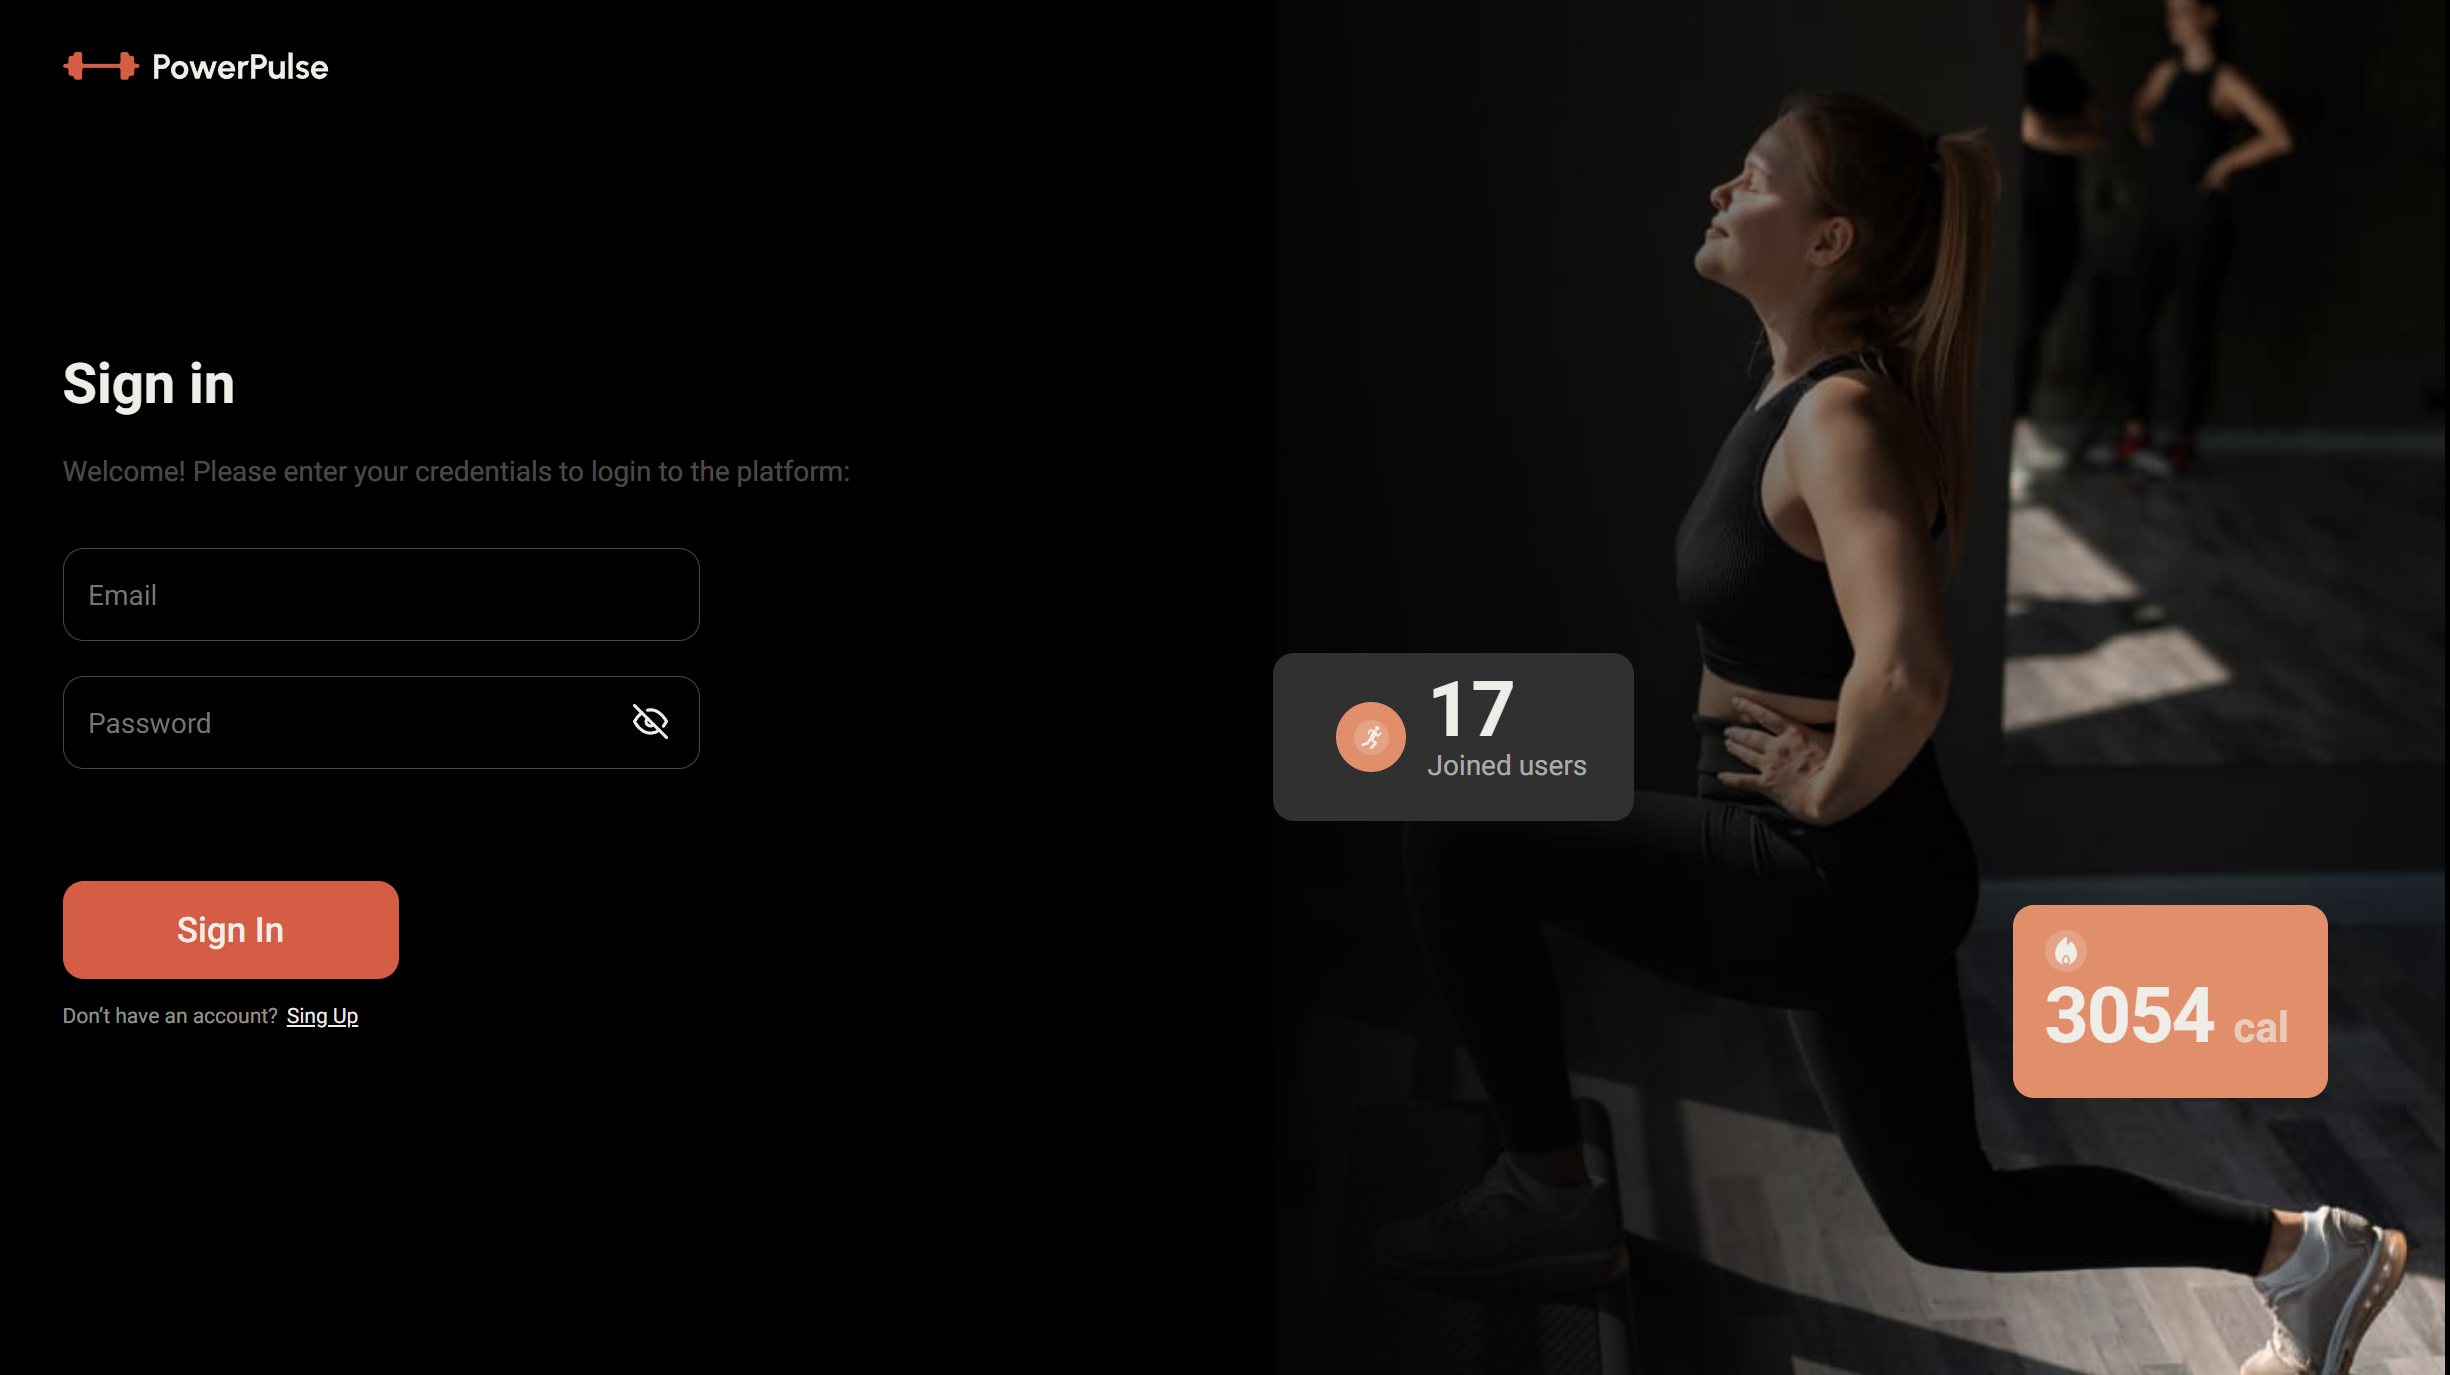 PowerPulse
Sign in
Welcome! Please enter your credentials to login to the platform:
Email
Password
Sign In
Don’t have an account? Sing Up
17
Joined users
3054 cal